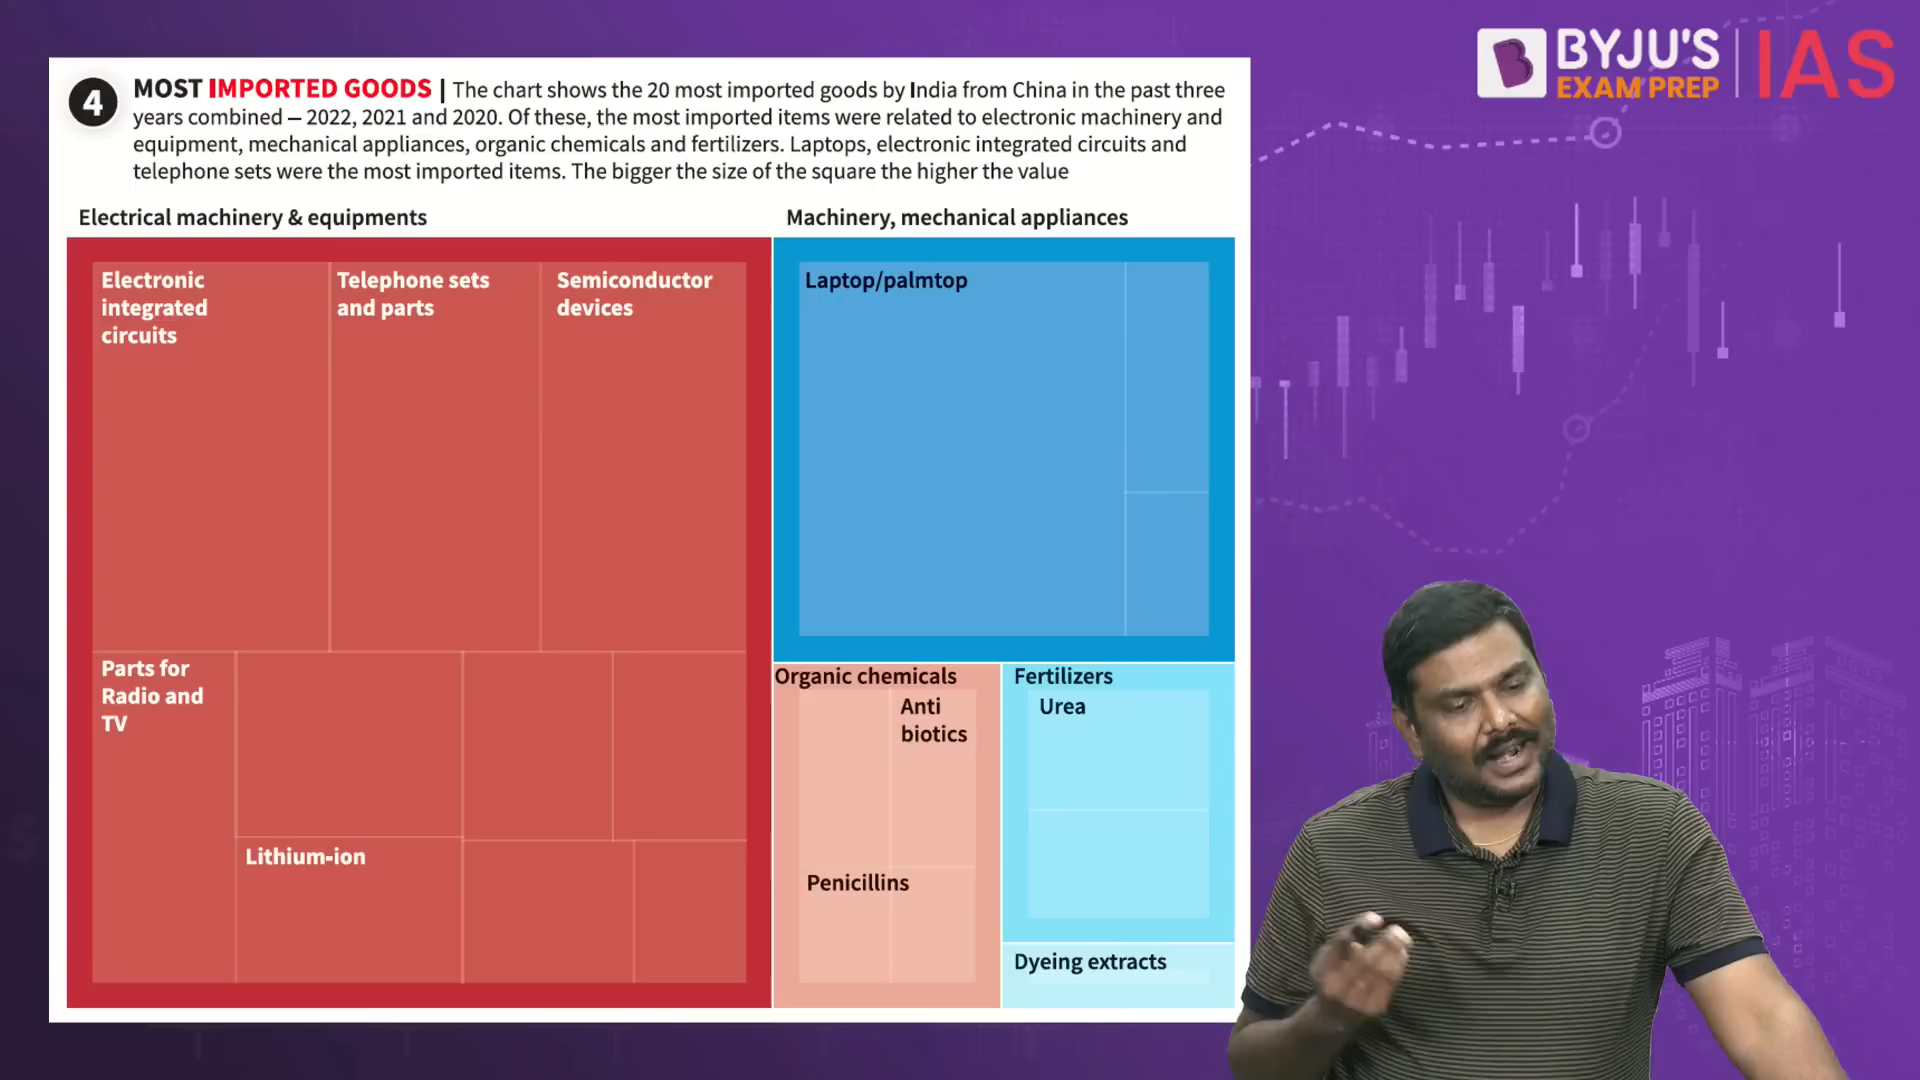 BYJU'S
EXAM PREP
IAS
4
MOST IMPORTED GOODS | The chart shows the 20 most imported goods by India from China in the past three
years combined – 2022, 2021 and 2020. Of these, the most imported items were related to electronic machinery and
equipment, mechanical appliances, organic chemicals and fertilizers. Laptops, electronic integrated circuits and
telephone sets were the most imported items. The bigger the size of the square the higher the value
Electrical machinery & equipments
Machinery, mechanical appliances
Electronic
integrated
circuits
Telephone sets
and parts
Semiconductor
devices
Laptop/palmtop
Parts for
Radio and
TV
Lithium-ion
Organic chemicals
Anti
biotics
Penicillins
Fertilizers
Urea
Dyeing extracts